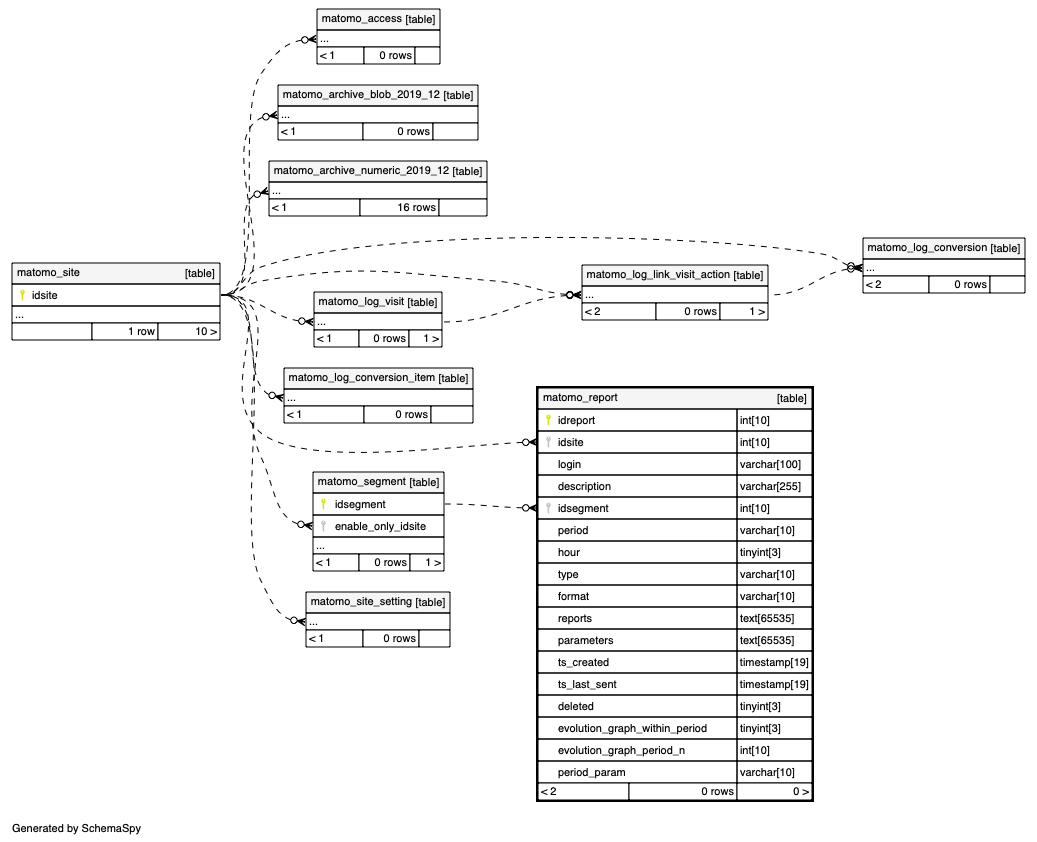 matomo_access [table]
...
< 1 0 rows
matomo_archive_blob_2019_12 [table]
...
< 1 0 rows
matomo_archive_numeric_2019_12 [table]
...
< 1 16 rows
matomo_log_conversion [table]
...
< 2 0 rows
matomo_site [table]
idsite
...
1 row 10 >
matomo_log_link_visit_action [table]
...
< 2 0 rows 1 >
matomo_log_visit [table]
...
< 1 0 rows 1 >
matomo_log_conversion_item [table]
...
< 1 0 rows
matomo_report [table]
idreport int[10]
idsite int[10]
login varchar[100]
description varchar[255]
idsegment int[10]
period varchar[10]
hour tinyint[3]
type varchar[10]
format varchar[10]
reports text[65535]
parameters text[65535]
ts_created timestamp[19]
ts_last_sent timestamp[19]
deleted tinyint[3]
evolution_graph_within_period tinyint[3]
evolution_graph_period_n int[10]
period_param varchar[10]
< 2 0 rows 0 >
matomo_segment [table]
idsegment
enable_only_idsite
...
< 1 0 rows 1 >
matomo_site_setting [table]
...
< 1 0 rows
Generated by SchemaSpy